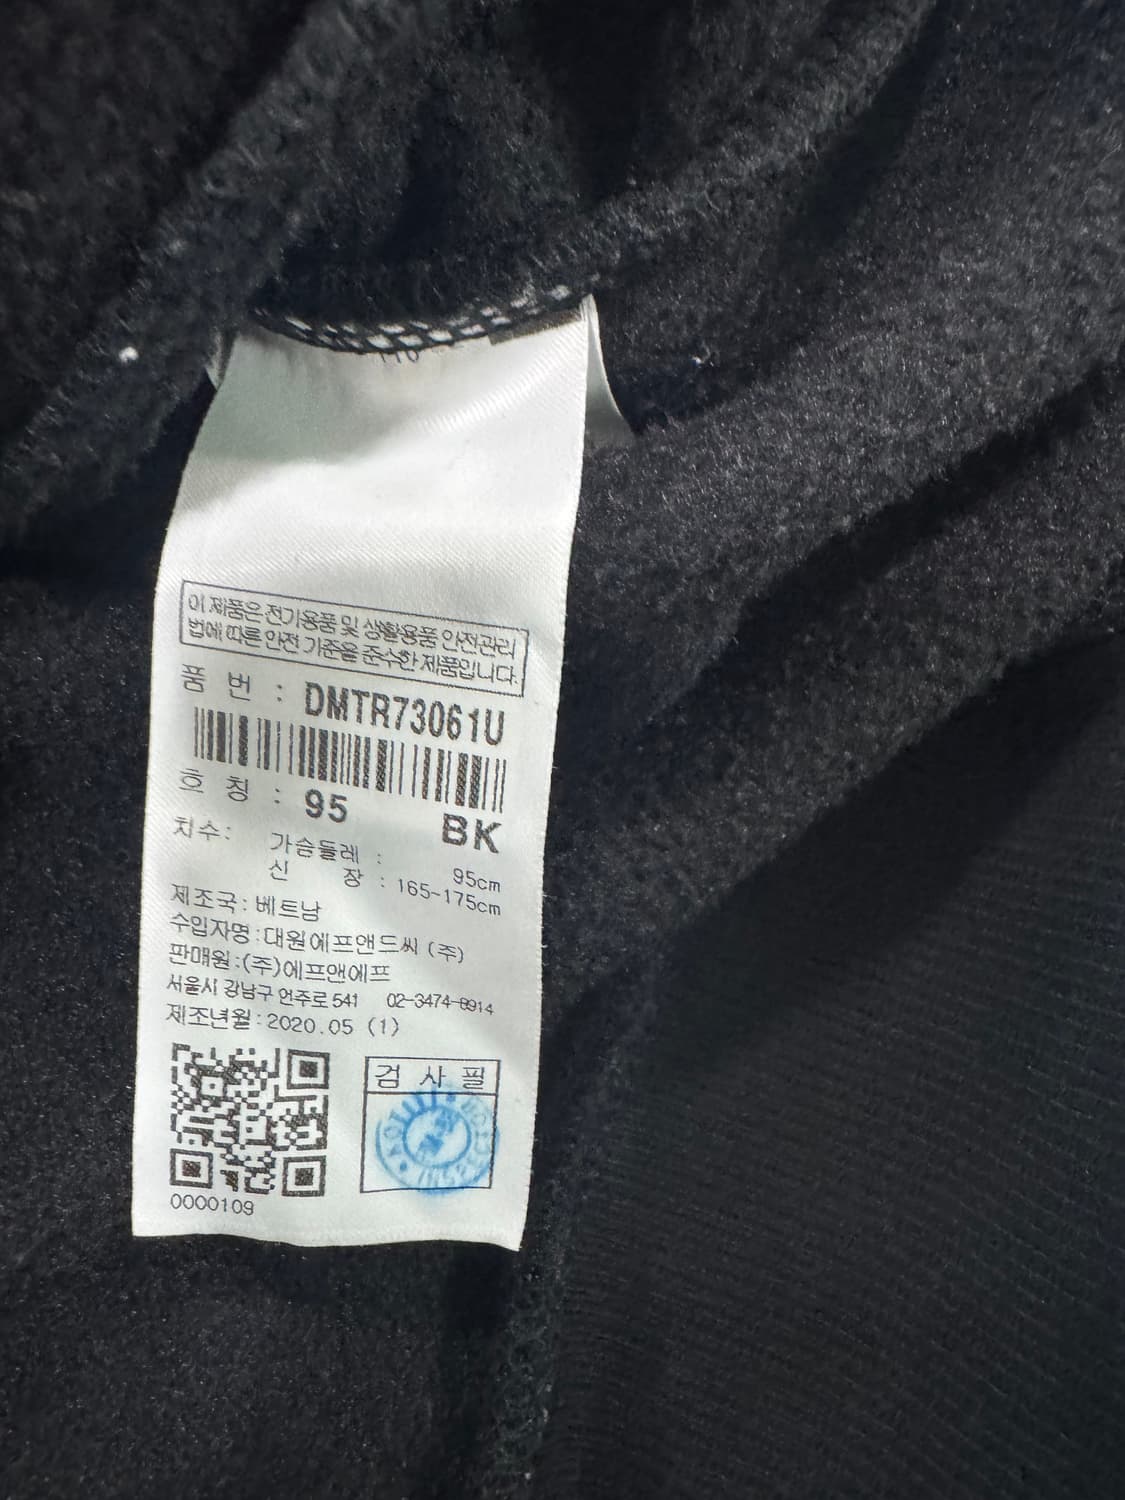 이 제품은 전기용품 및 생활용품 안전관리
법에 따른 안전 기준을 준수한 제품입니다.
품 번 : DMTR73061U
호 칭 : 95 BK
치수: 가슴둘레 : 95cm
신 장 : 165-175cm
제조국: 베트남
수입자명:대원에프앤드씨 (주)
판매원:(주)에프앤에프
서울시 강남구 언주로 541 02-3474-8914
제조년월:2020.05 (1)
검 사 필
0000109